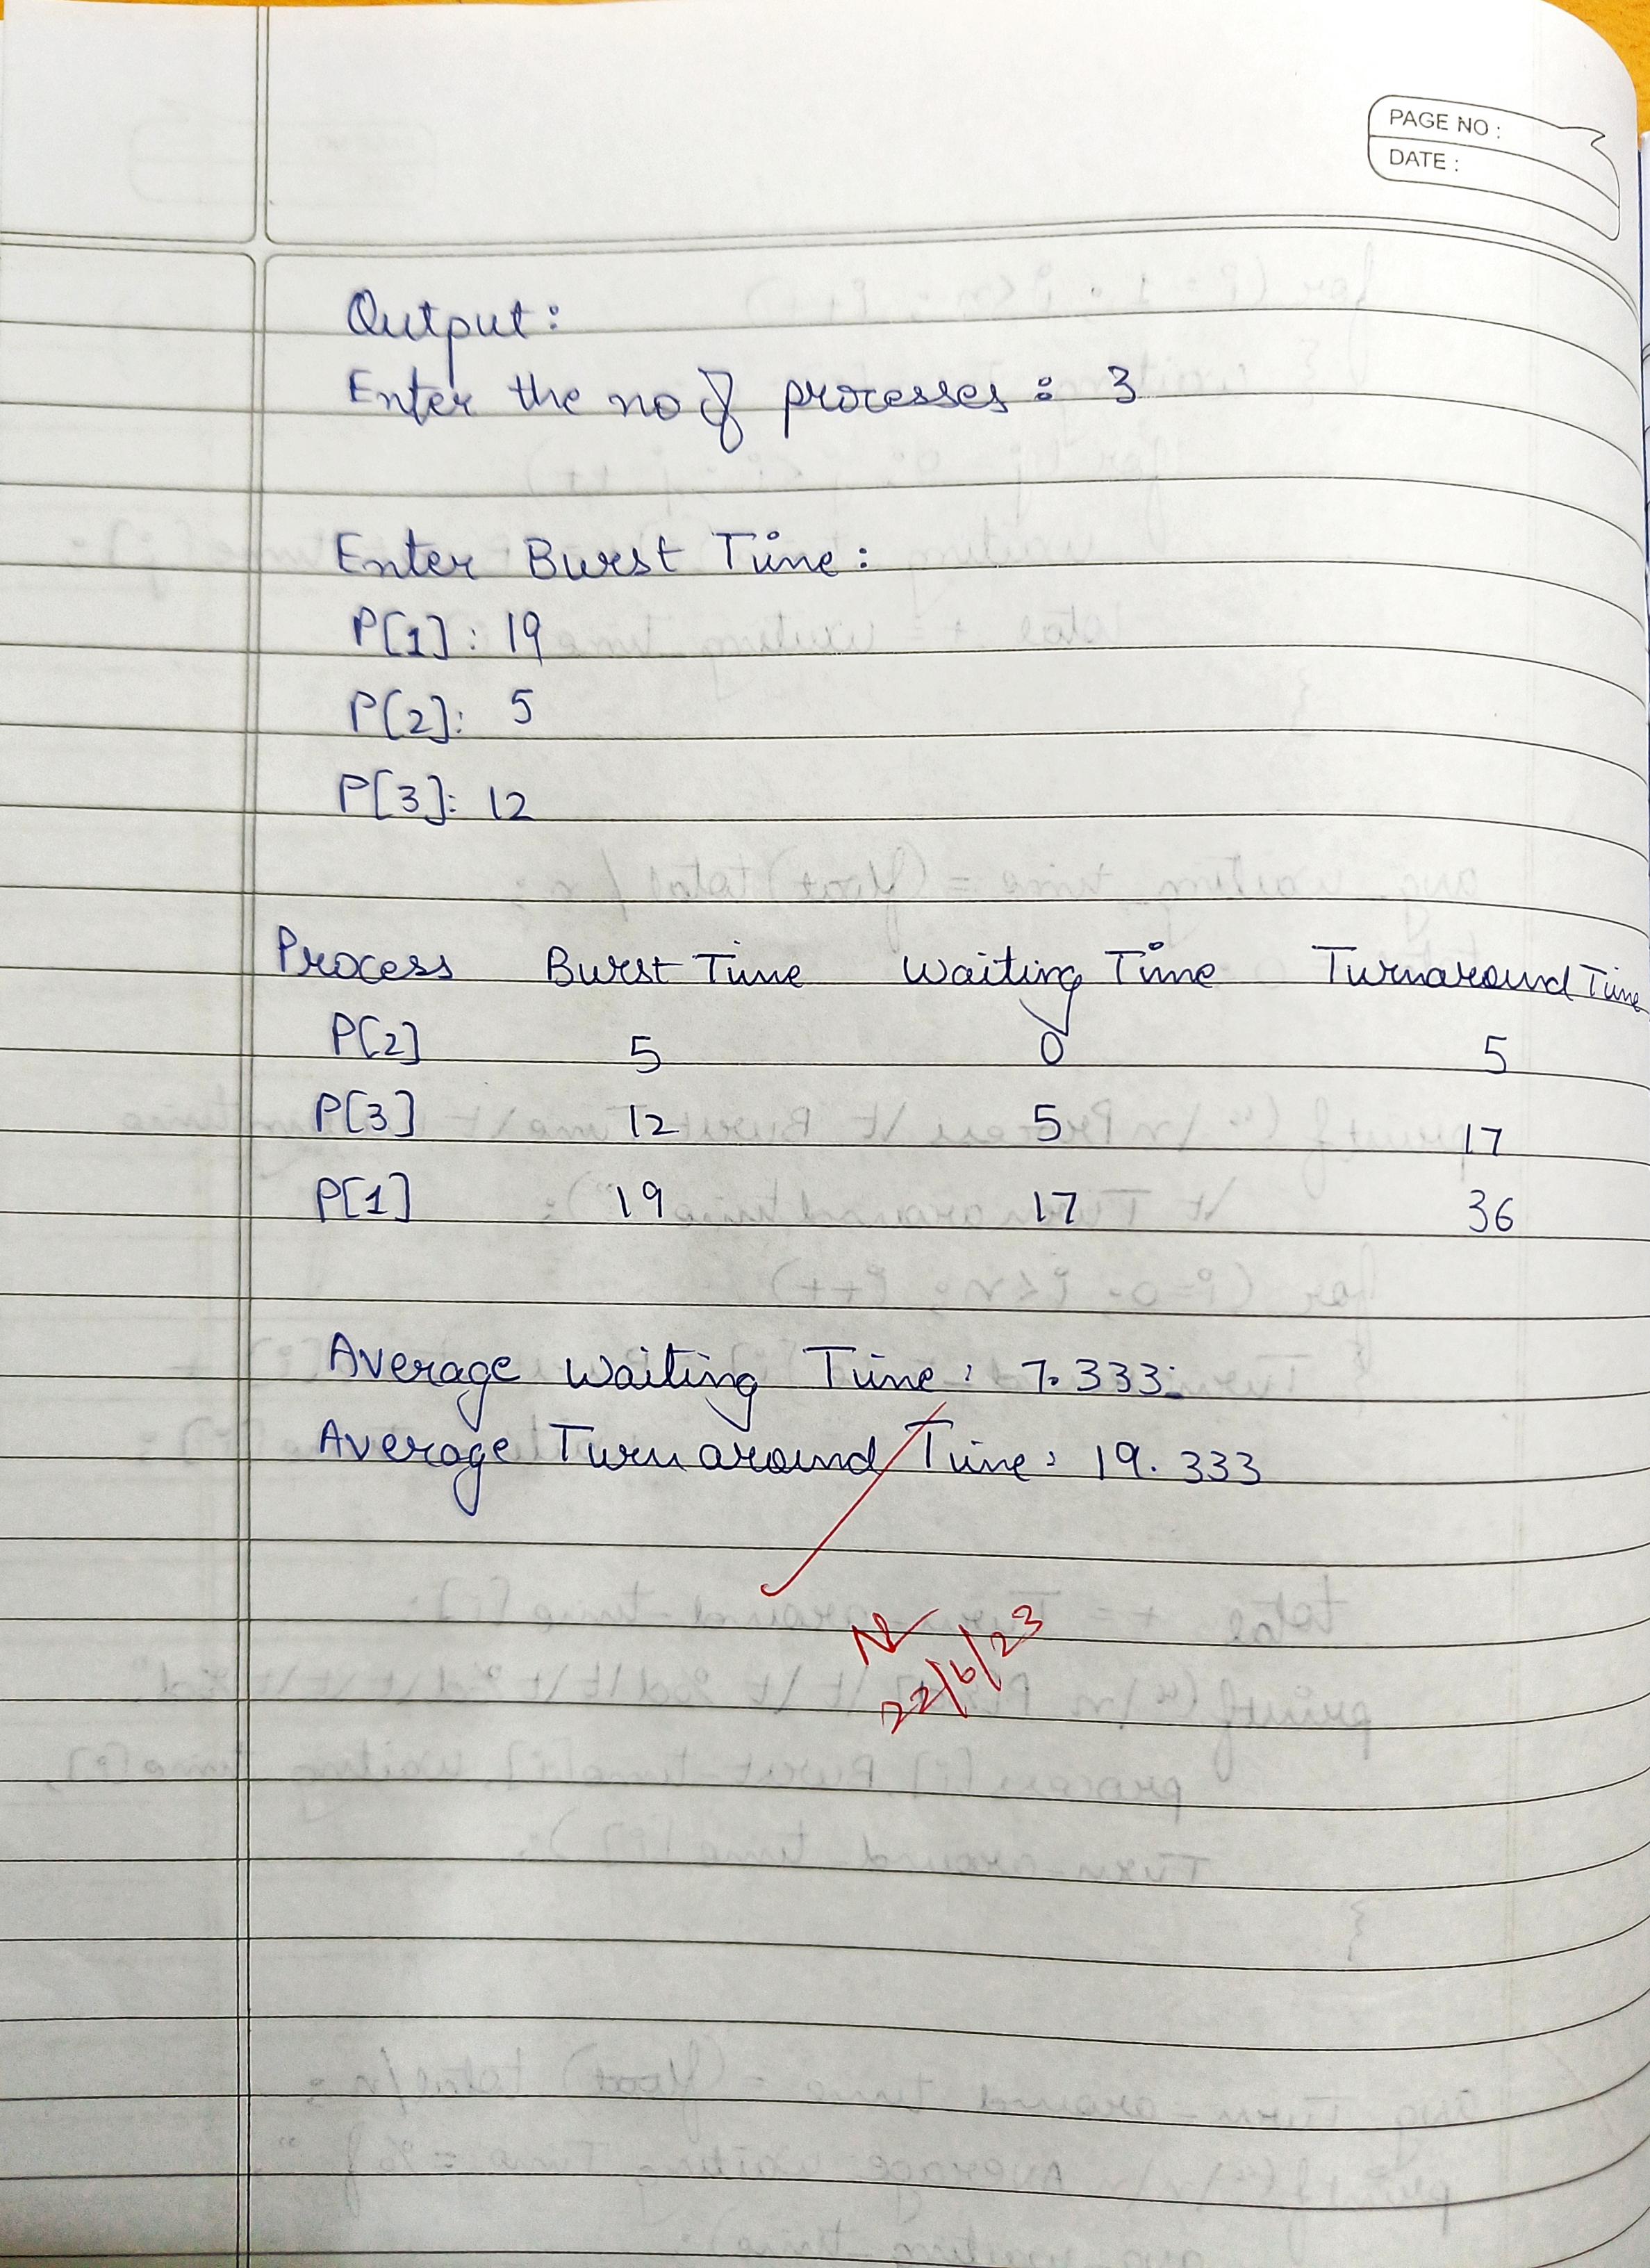 PAGE NO :
DATE :
Output:
Enter the no of processes : 3
Enter Burst Time :
P[1] : 19
P[2]: 5
P[3]: 12
Process Burst Time Waiting Time Turnaround Time
P[2] 5 0 5
P[3] 12 5 17
P[1] 19 17 36
Average Waiting Time : 7.333
Average Turnaround Time : 19.333
22/6/23